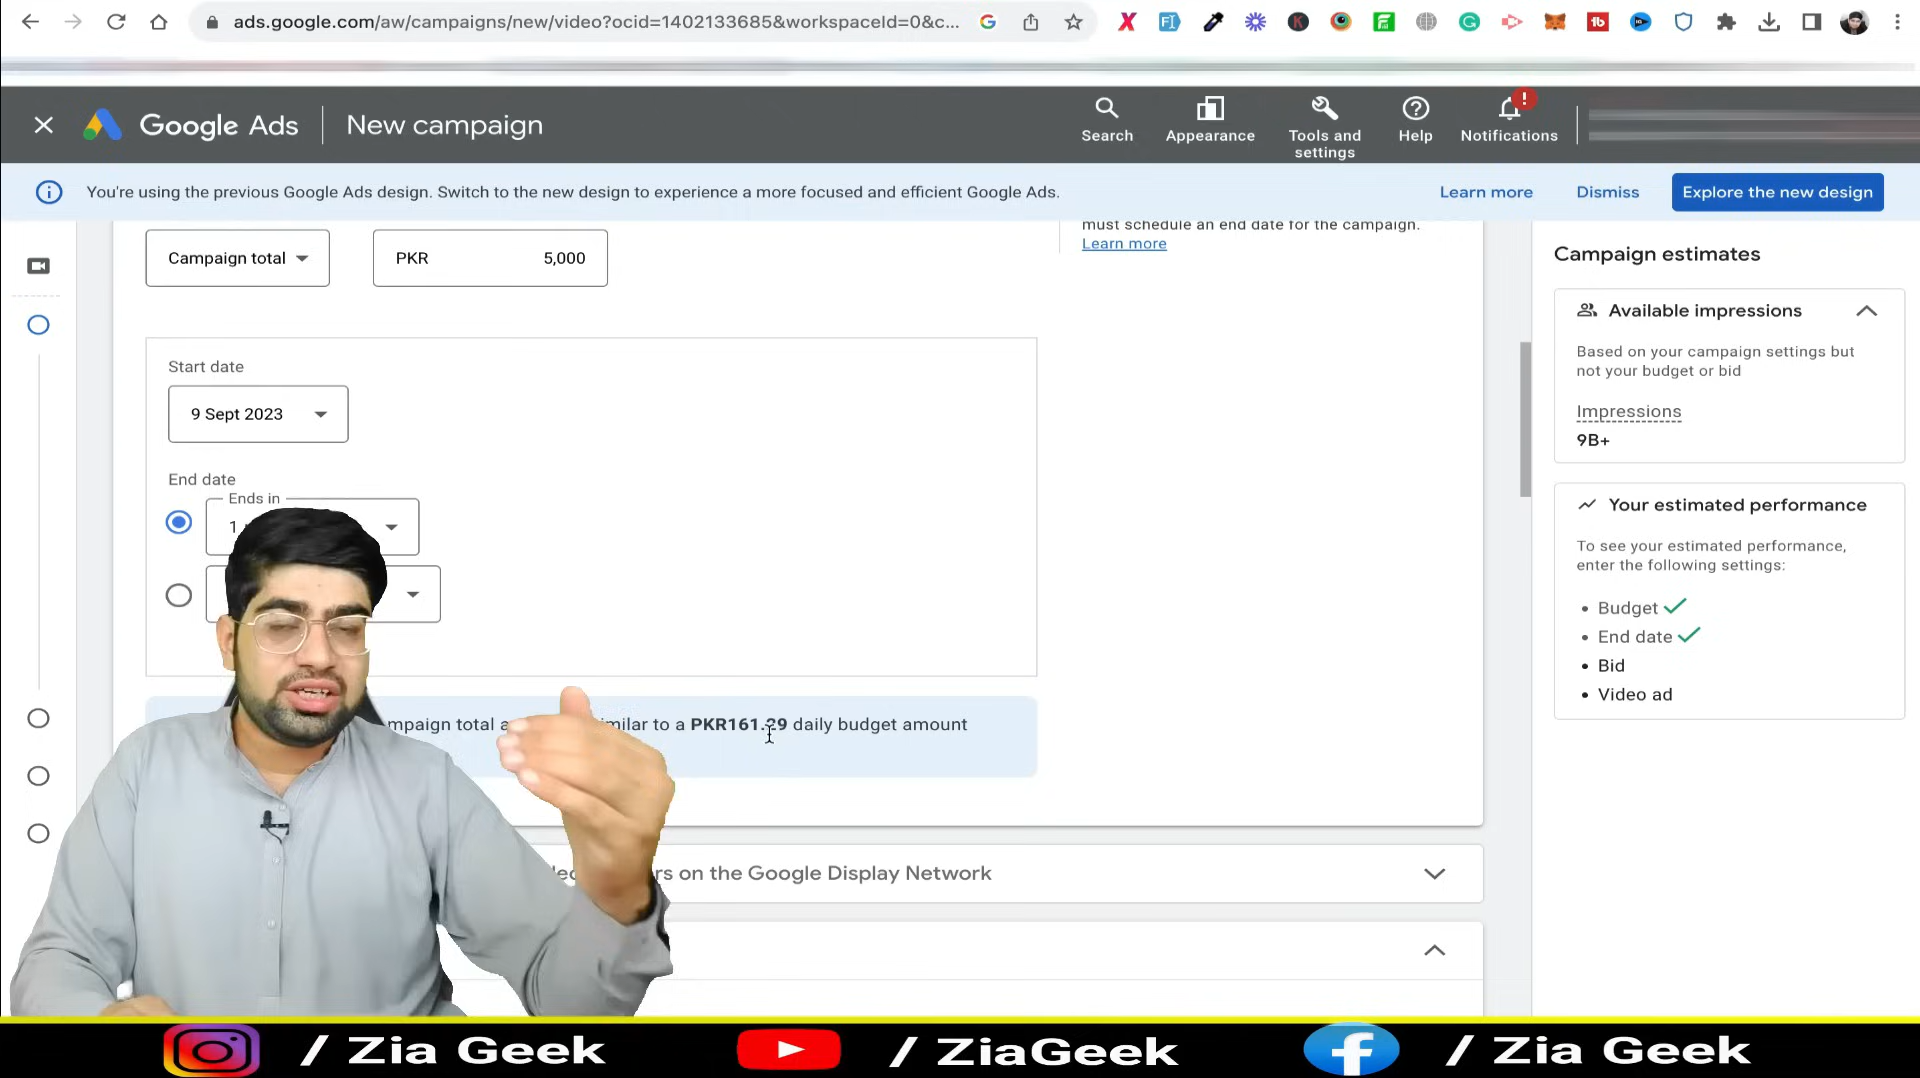 ads.google.com/aw/campaigns/new/video?ocid=1402133685&workspaceId=0&c...
Google Ads
New campaign
Search
Appearance
Tools and
settings
Help
Notifications
You're using the previous Google Ads design. Switch to the new design to experience a more focused and efficient Google Ads.
Learn more
Dismiss
Explore the new design
must schedule an end date for the campaign.
Learn more
Campaign total
PKR 5,000
Start date
9 Sept 2023
End date
Ends in
1
total
to a PKR161.29 daily budget amount
on the Google Display Network
Campaign estimates
Available impressions
Based on your campaign settings but
not your budget or bid
Impressions
9B+
Your estimated performance
To see your estimated performance,
enter the following settings:
• Budget
• End date
• Bid
• Video ad
/ Zia Geek
/ ZiaGeek
/ Zia Geek